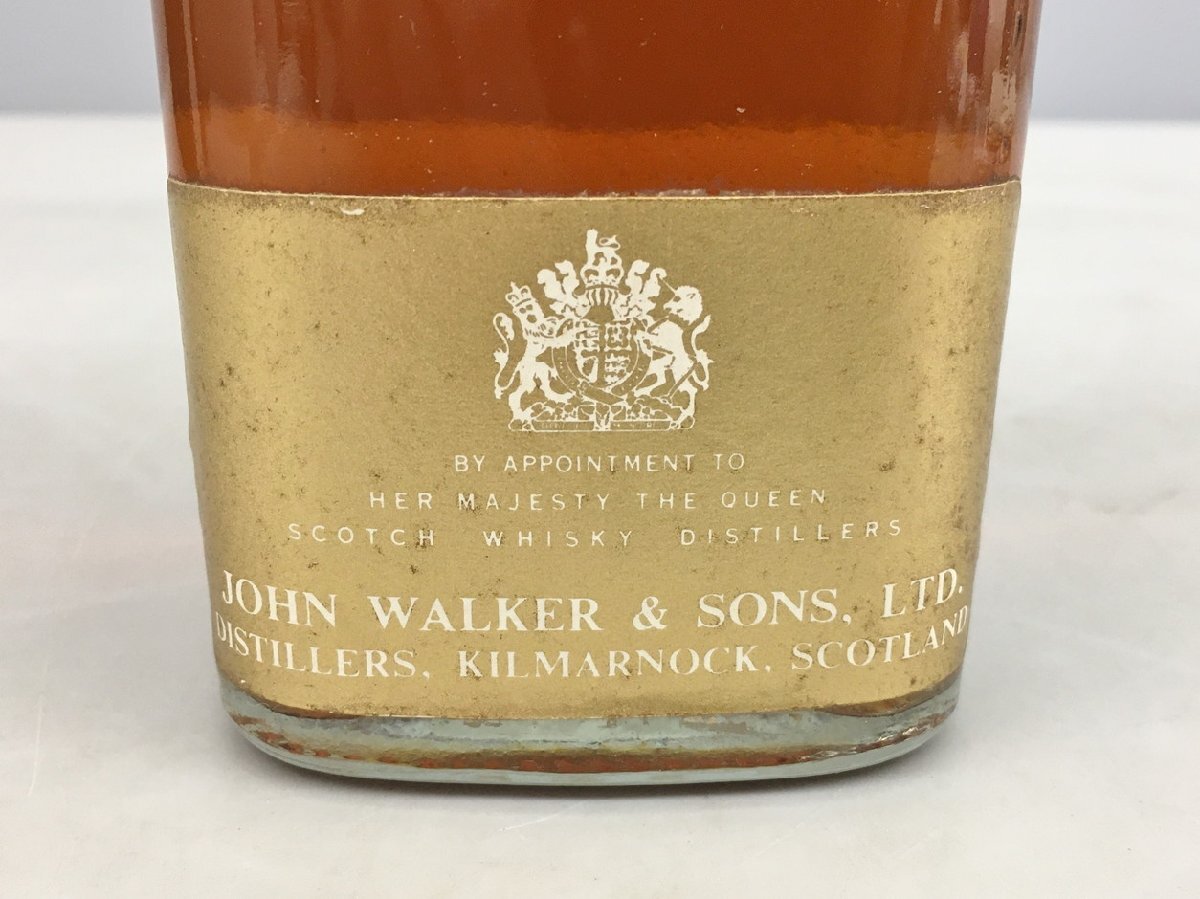 BY APPOINTMENT TO
HER MAJESTY THE QUEEN
SCOTCH WHISKY DISTILLERS
JOHN WALKER & SONS, LTD.
DISTILLERS, KILMARNOCK, SCOTLAND